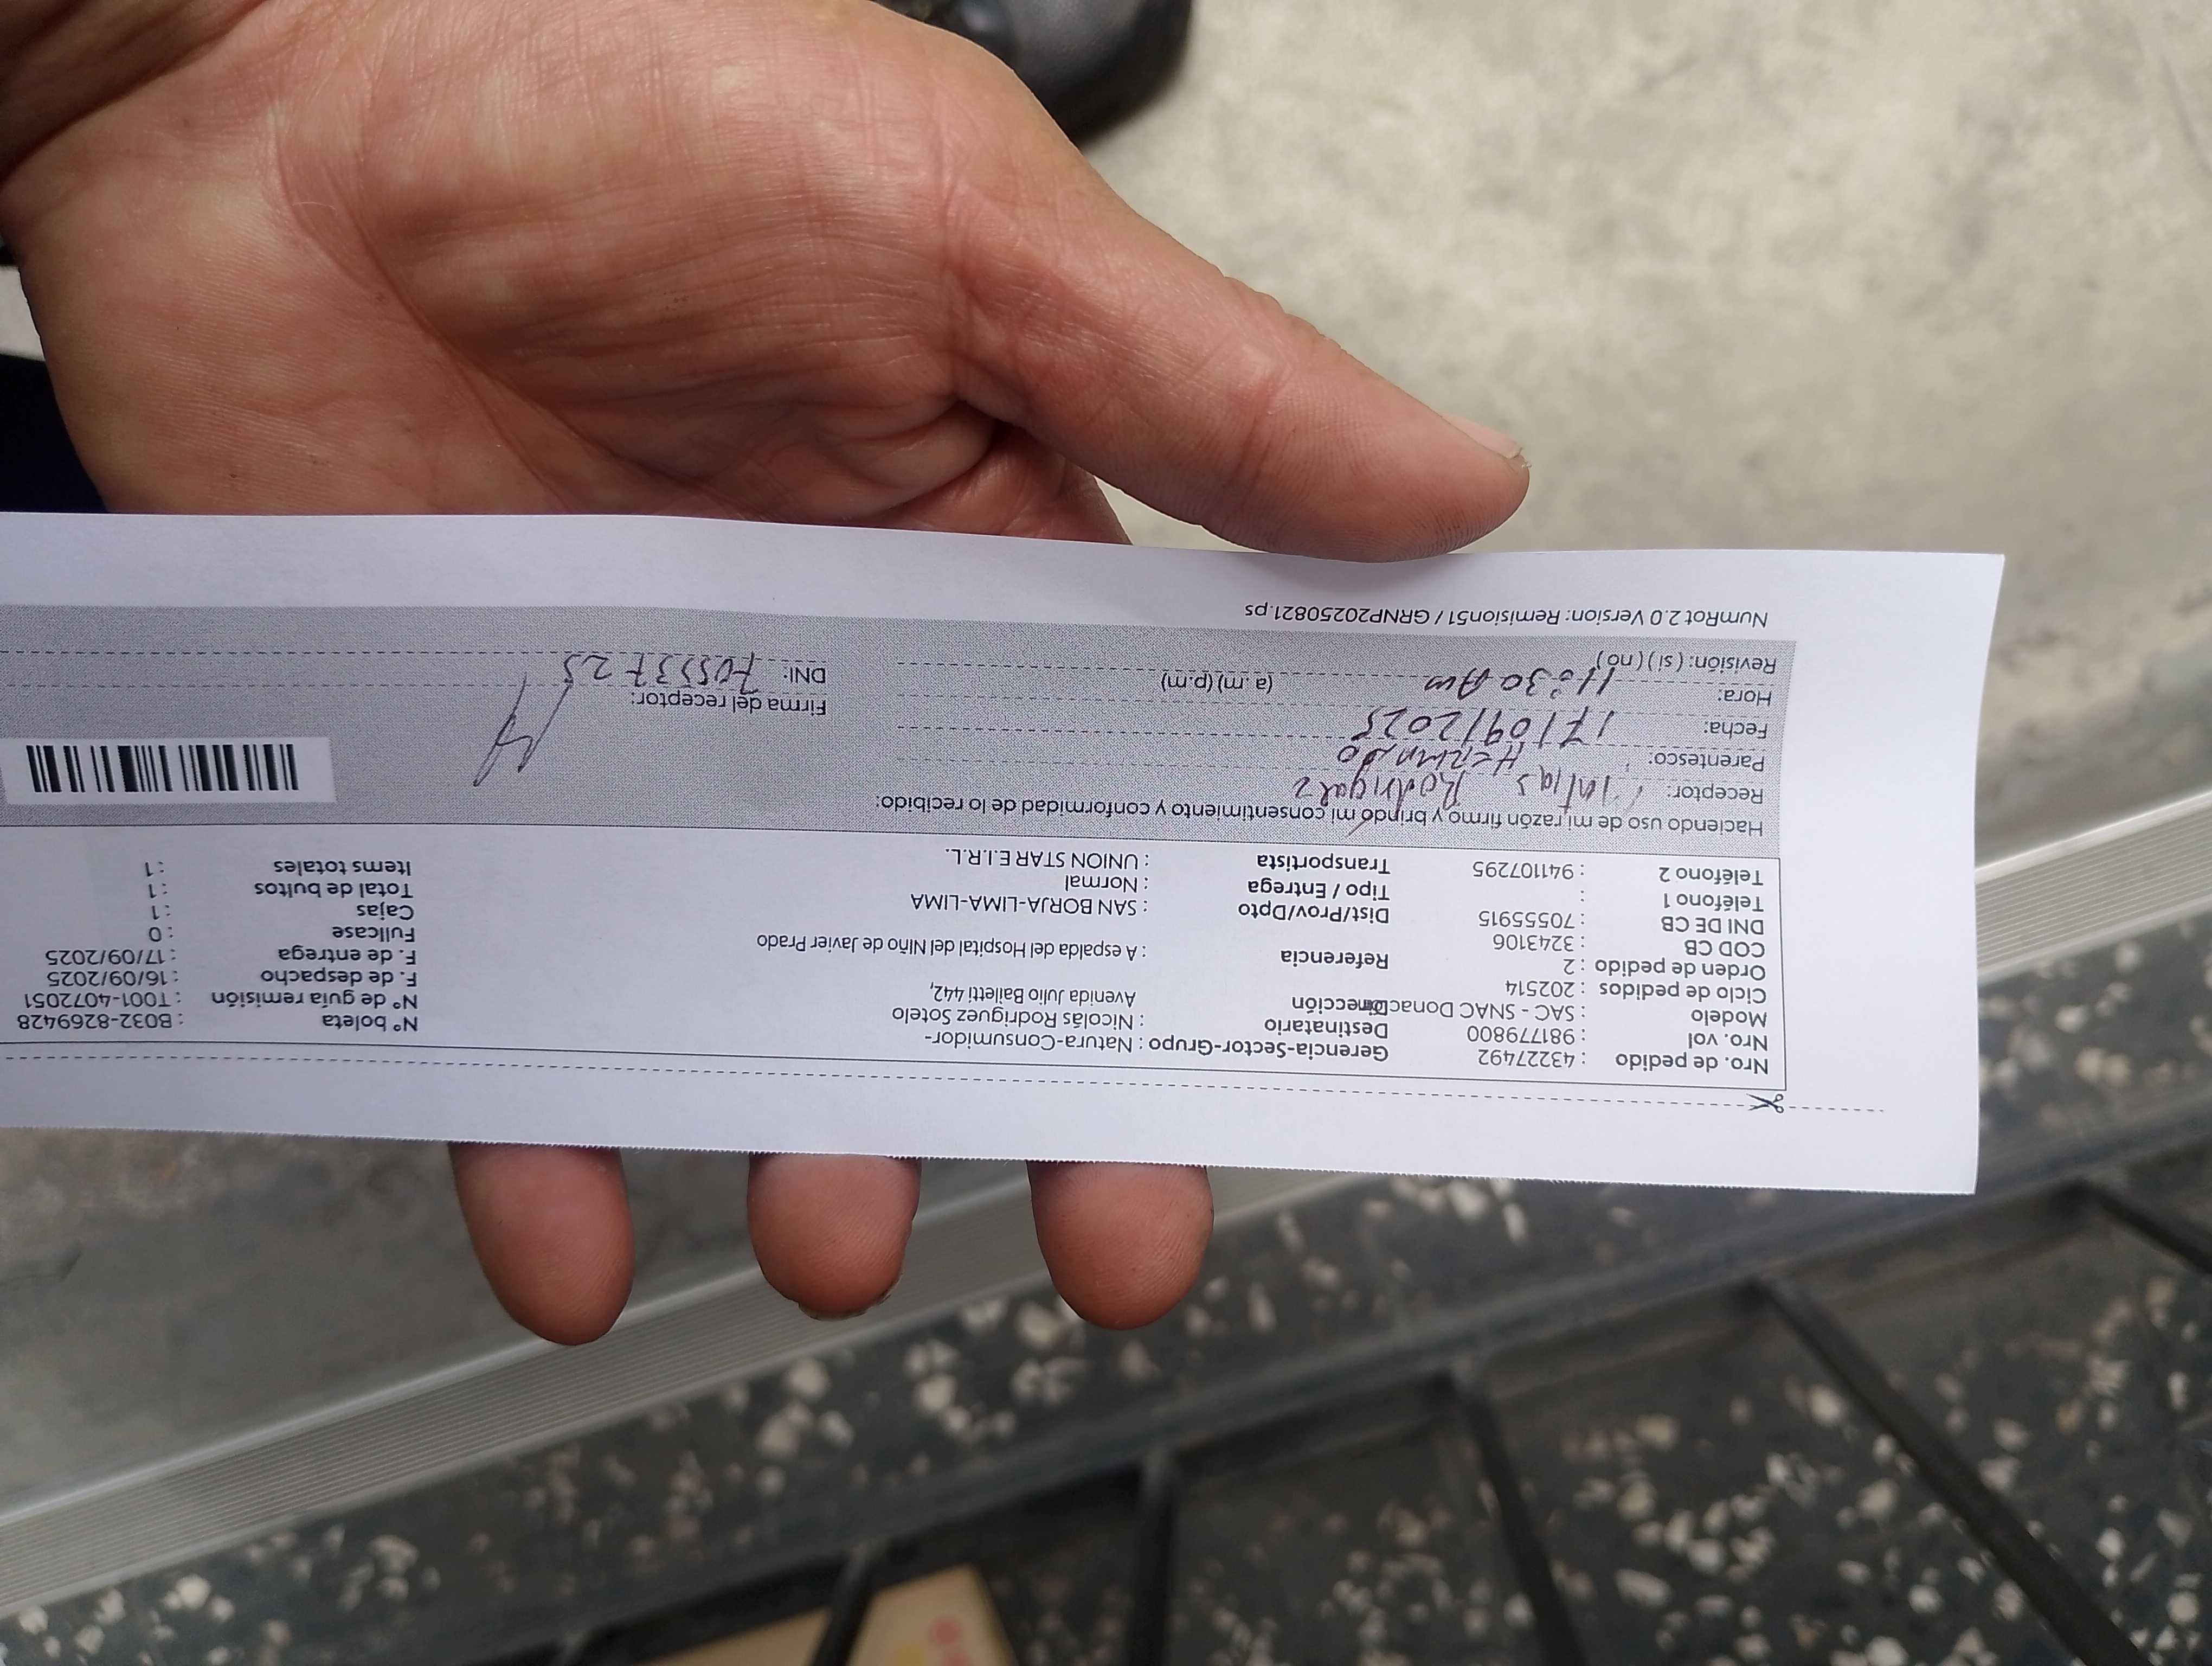 Nro. de pedido : 43227492 Gerencia-Sector-Grupo : Natura-Consumidor- Nº boleta : B032-8269428
Nro. vol : 981779800 Destinatario : Nicolás Rodriguez Sotelo Nº de guía remisión : T001-4072051
Modelo : SAC - SNAC Donac Dirección Avenida Julio Bailetti 442, F. de despacho : 16/09/2025
Ciclo de pedidos : 202514 F. de entrega : 17/09/2025
Orden de pedido : 2 Referencia : A espalda del Hospital del NIño de Javier Prado Fullcase : 0
COD CB : 3243106 Cajas : 1
DNI DE CB : 70555915 Dist/Prov/Dpto : SAN BORJA-LIMA-LIMA Total de bultos : 1
Teléfono 1 : Tipo / Entrega : Normal Items totales : 1
Teléfono 2 : 941107295 Transportista : UNION STAR E.I.R.L.
Haciendo uso de mi razón firmo y brindo mi consentimiento y conformidad de lo recibido:
Receptor: Rodriguez
Parentesco: Hermano
Fecha: 17/09/2025 Firma del receptor:
Hora: 11:30 Am (a.m) (p.m) DNI:
Revisión: ( si ) ( no )
NumRot 2.0 Version: Remision51 / GRNP20250821.ps